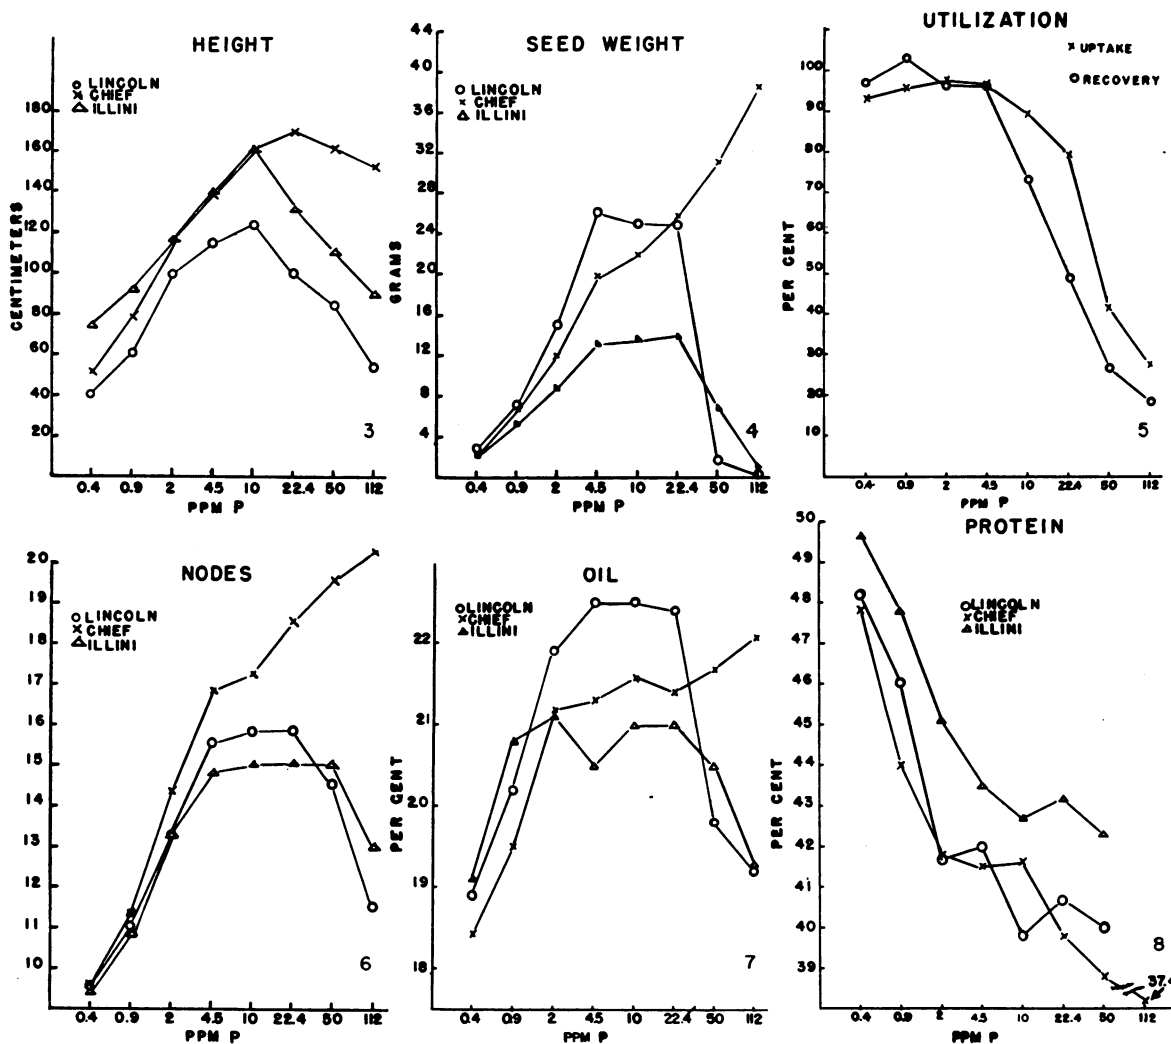 HEIGHT
LINCOLN
CHIEF
ILLINI
180
160
140
120
100
80
60
40
20
CENTIMETERS
3
0.4 0.9 2 4.5 10 22.4 50 112
PPM P
SEED WEIGHT
LINCOLN
CHIEF
ILLINI
44
40
36
32
28
24
20
16
12
8
4
GRAMS
4
0.4 0.9 2 4.5 10 22.4 50 112
PPM P
UTILIZATION
UPTAKE
RECOVERY
100
90
80
70
60
50
40
30
20
10
PER CENT
5
0.4 0.9 2 4.5 10 22.4 50 112
PPM P
NODES
LINCOLN
CHIEF
ILLINI
20
19
18
17
16
15
14
13
12
11
10
6
0.4 0.9 2 4.5 10 22.4 50 112
PPM P
OIL
LINCOLN
CHIEF
ILLINI
22
21
20
19
18
PER CENT
7
0.4 0.9 2 4.5 10 22.4 50 112
PPM P
PROTEIN
LINCOLN
CHIEF
ILLINI
50
49
48
47
46
45
44
43
42
41
40
39
PER CENT
8
37.4
0.4 0.9 2 4.5 10 22.4 50 112
PPM P